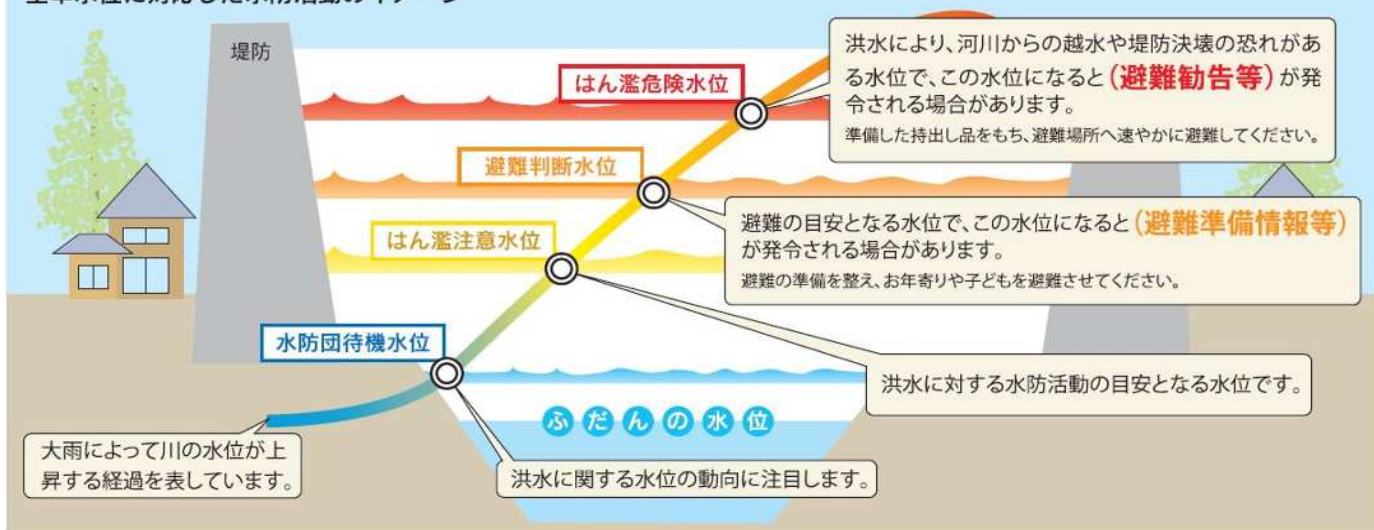 堤防
はん濫危険水位
洪水により、河川からの越水や堤防決壊の恐れがあ
る水位で、この水位になると(避難勧告等)が発
令される場合があります。
準備した持出し品をもち、避難場所へ速やかに避難してください。
避難判断水位
避難の目安となる水位で、この水位になると(避難準備情報等)
が発令される場合があります。
避難の準備を整え、お年寄りや子どもを避難させてください。
はん濫注意水位
洪水に対する水防活動の目安となる水位です。
水防団待機水位
ふだんの水位
大雨によって川の水位が上
昇する経過を表しています。
洪水に関する水位の動向に注目します。